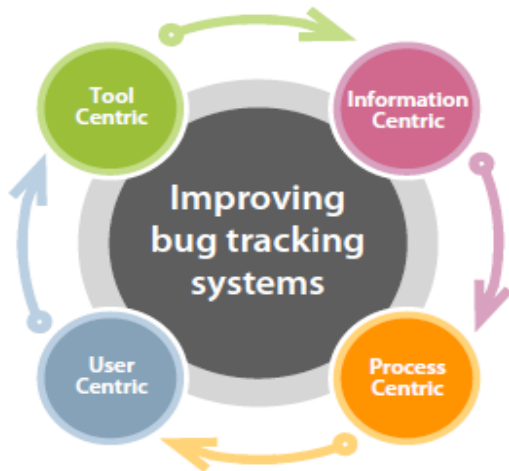 Tool
Centric
Information
Centric
Improving
bug tracking
systems
User
Centric
Process
Centric